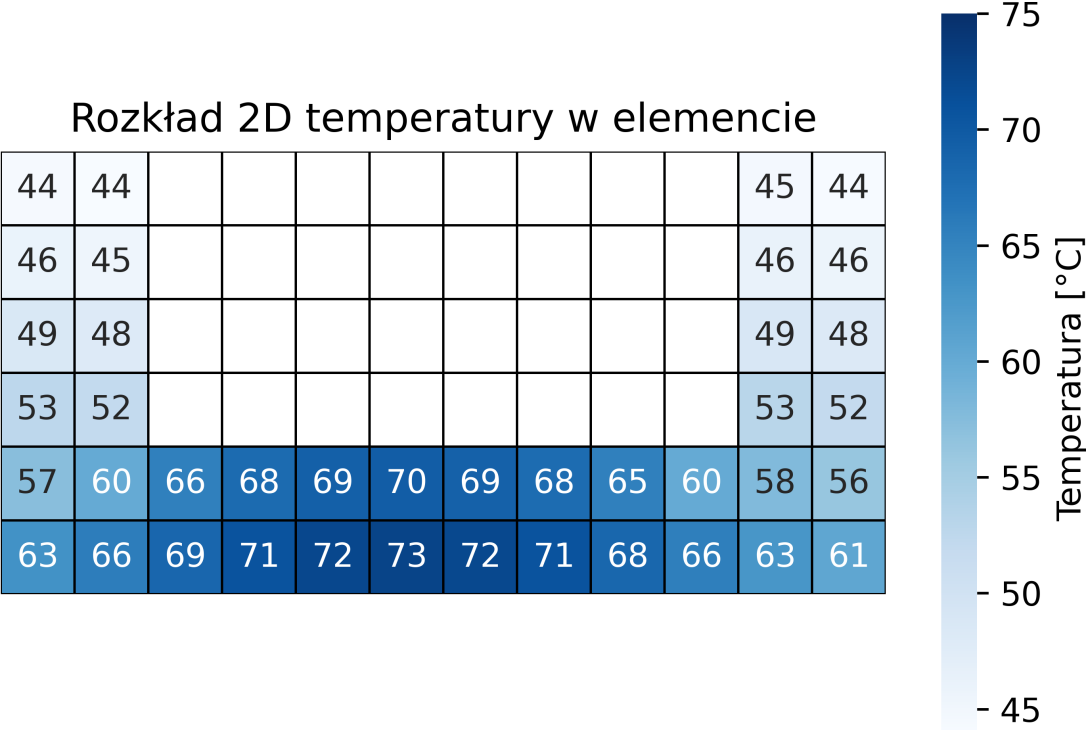 Rozkład 2D temperatury w elemencie
44 44 45 44
46 45 46 46
49 48 49 48
53 52 53 52
57 60 66 68 69 70 69 68 65 60 58 56
63 66 69 71 72 73 72 71 68 66 63 61
75
70
65
60
55
50
45
Temperatura [°C]